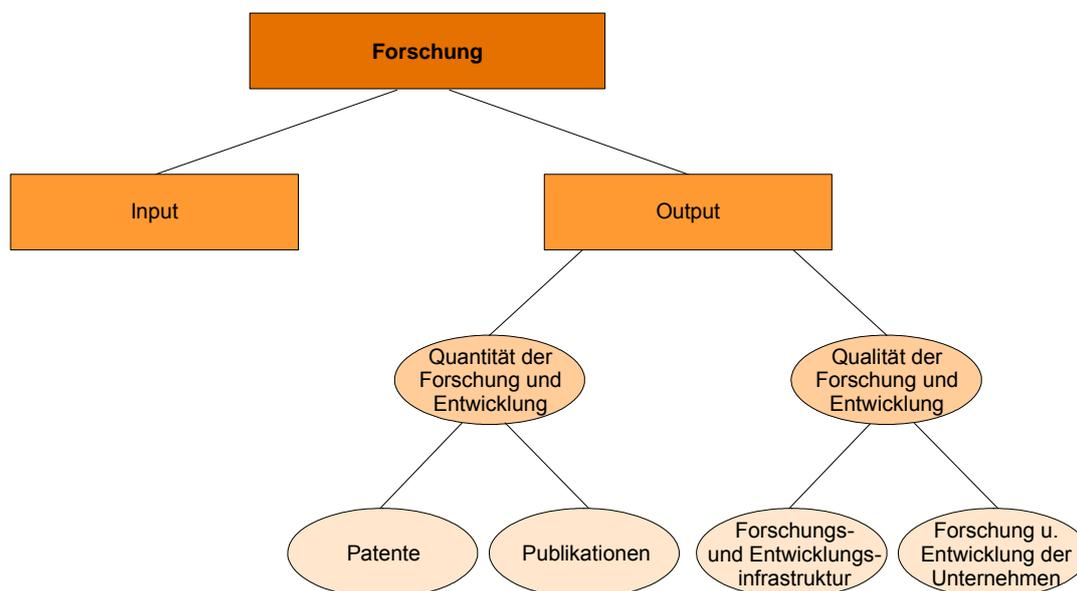 Forschung
Input
Output
Quantität der
Forschung und
Entwicklung
Qualität der
Forschung und
Entwicklung
Patente
Publikationen
Forschungs-
und Entwicklungs-
infrastruktur
Forschung u.
Entwicklung der
Unternehmen